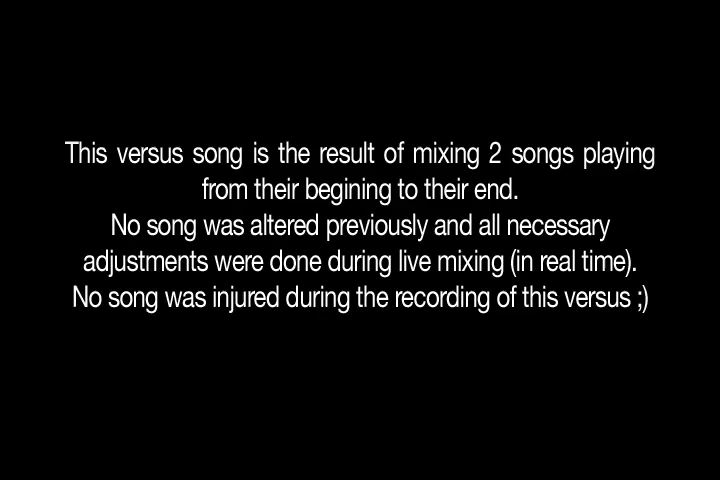 This versus song is the result of mixing 2 songs playing
from their begining to their end.
No song was altered previously and all necessary
adjustments were done during live mixing (in real time).
No song was injured during the recording of this versus ;)